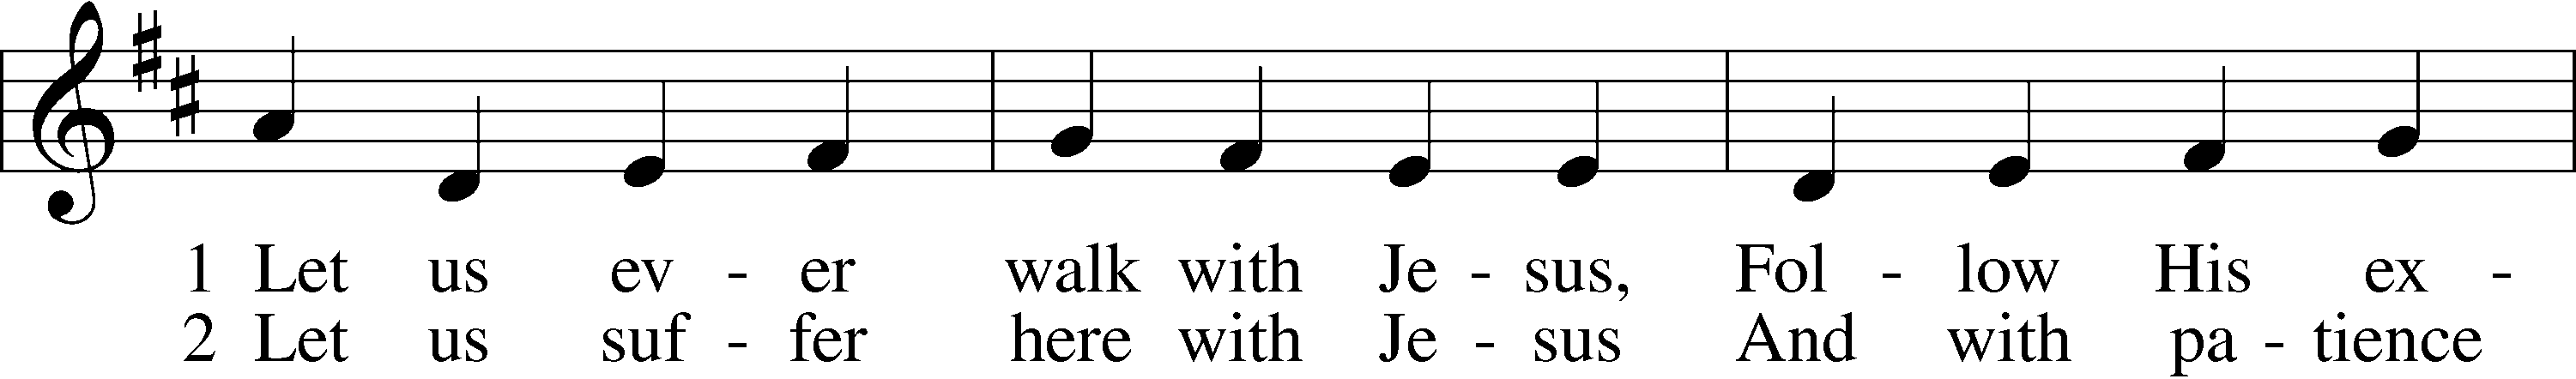 1 Let us ev - er walk with Je - sus, Fol - low His ex -
2 Let us suf - fer here with Je - sus And with pa - tience